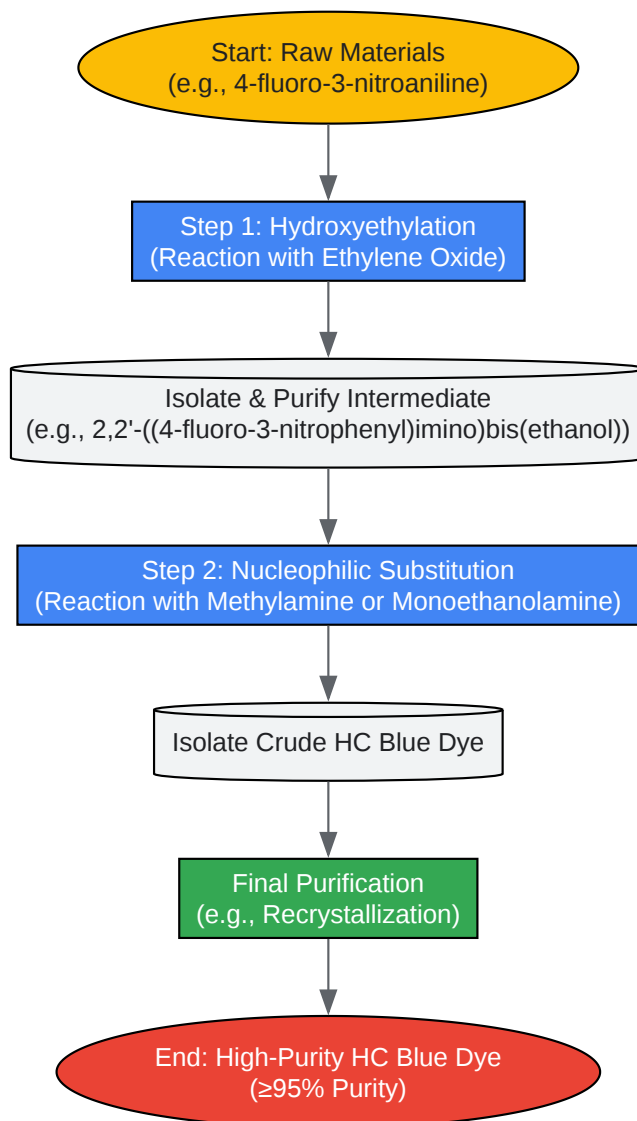 Start: Raw Materials
(e.g., 4-fluoro-3-nitroaniline)
Step 1: Hydroxyethylation
(Reaction with Ethylene Oxide)
Isolate & Purify Intermediate
(e.g., 2,2'-((4-fluoro-3-nitrophenyl)imino)bis(ethanol))
Step 2: Nucleophilic Substitution
(Reaction with Methylamine or Monoethanolamine)
Isolate Crude HC Blue Dye
Final Purification
(e.g., Recrystallization)
End: High-Purity HC Blue Dye
(≥95% Purity)